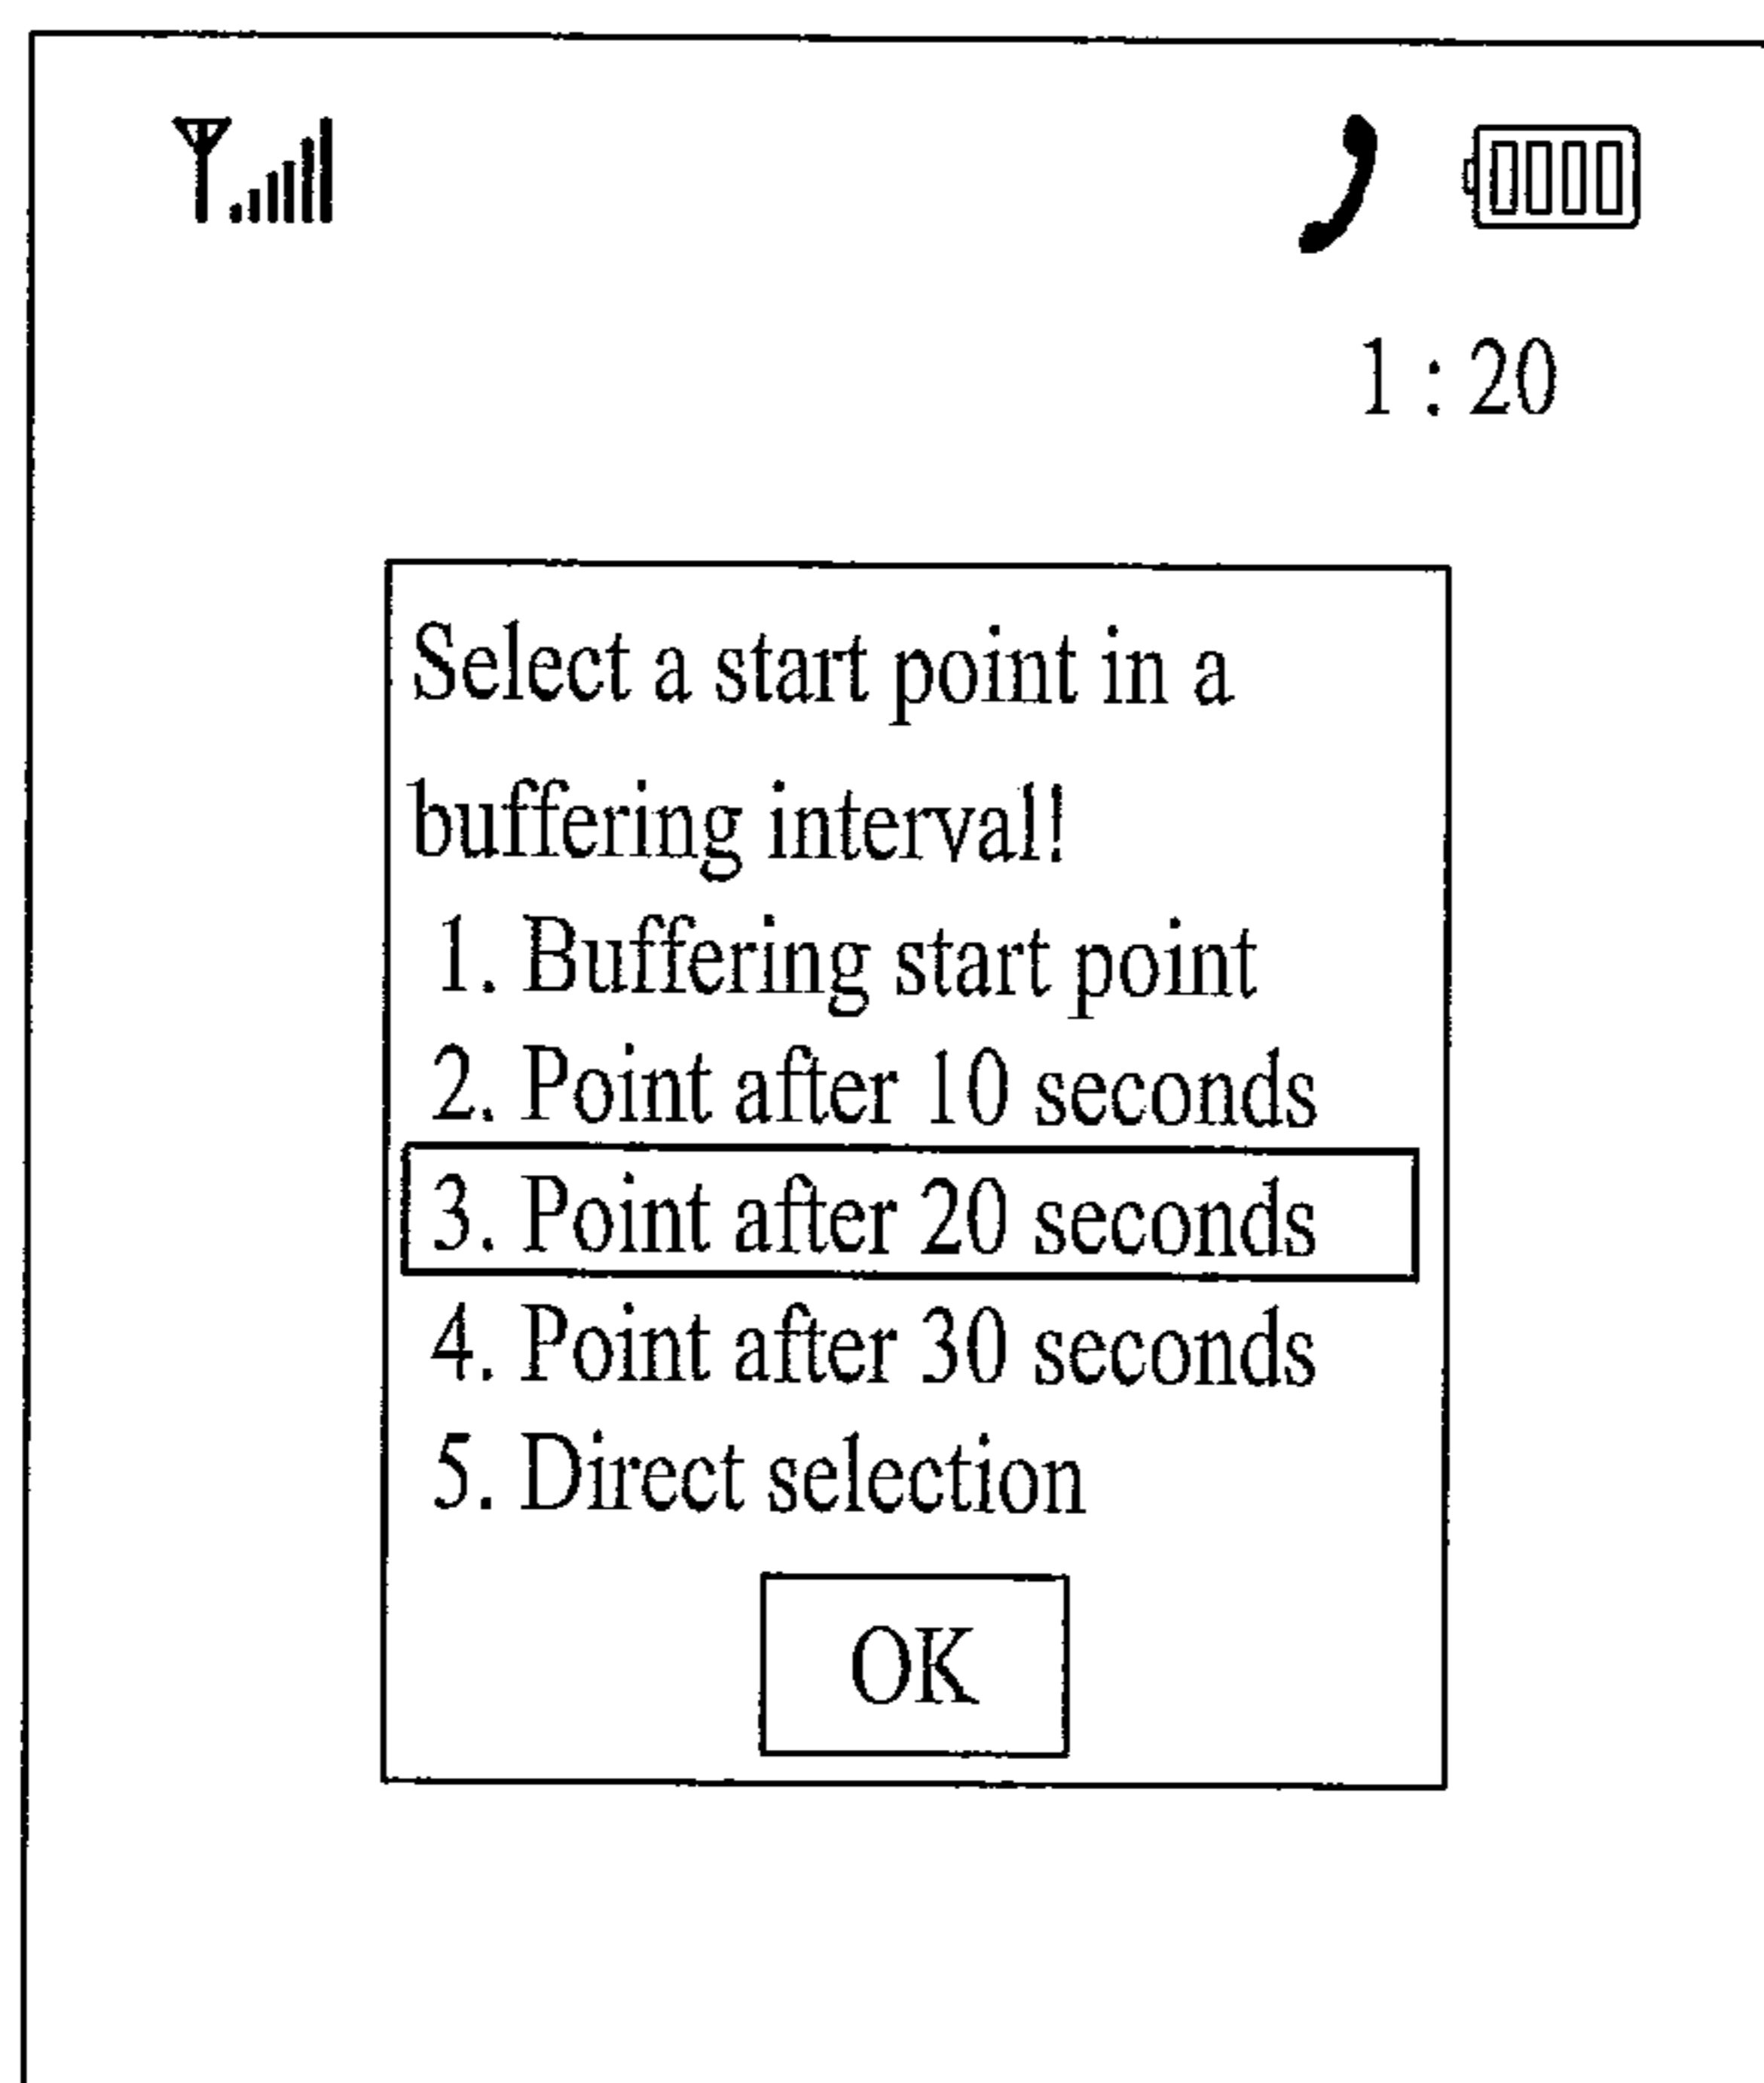 1 : 20
Select a start point in a
buffering interval!
1. Buffering start point
2. Point after 10 seconds
3. Point after 20 seconds
4. Point after 30 seconds
5. Direct selection
OK